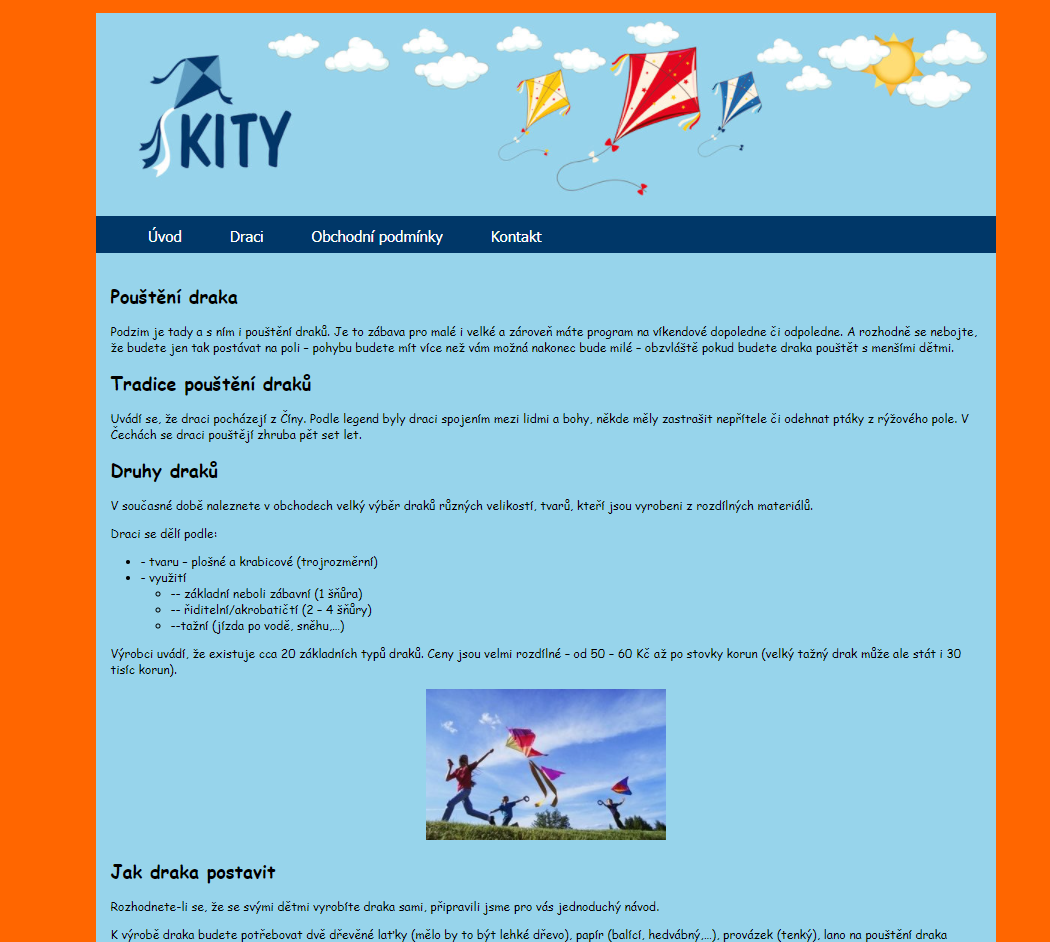 KITY
Úvod Draci Obchodní podmínky Kontakt
Pouštění draka
Podzim je tady a s ním i pouštění draků. Je to zábava pro malé i velké a zároveň máte program na víkendové dopoledne či odpoledne. A rozhodně se nebojte,
že budete jen tak postávat na poli – pohybu budete mít více než vám možná nakonec bude milé – obzvláště pokud budete draka pouštět s menšími dětmi.
Tradice pouštění draků
Uvádí se, že draci pocházejí z Číny. Podle legend byly draci spojením mezi lidmi a bohy, někde měly zastrašit nepřítele či odehnat ptáky z rýžového pole. V
Čechách se draci pouštějí zhruba pět set let.
Druhy draků
V současné době naleznete v obchodech velký výběr draků různých velikostí, tvarů, kteří jsou vyrobeni z rozdílných materiálů.
Draci se dělí podle:
• - tvaru – plošné a krabicové (trojrozměrní)
• - využití
◦ -- základní neboli zábavní (1 šňůra)
◦ -- řiditelní/akrobatičtí (2 – 4 šňůry)
◦ --tažní (jízda po vodě, sněhu,…)
Výrobci uvádí, že existuje cca 20 základních typů draků. Ceny jsou velmi rozdílné – od 50 – 60 Kč až po stovky korun (velký tažný drak může ale stát i 30
tisíc korun).
Jak draka postavit
Rozhodnete-li se, že se svými dětmi vyrobíte draka sami, připravili jsme pro vás jednoduchý návod.
K výrobě draka budete potřebovat dvě dřevěné laťky (mělo by to být lehké dřevo), papír (balící, hedvábný,…), provázek (tenký), lano na pouštění draka